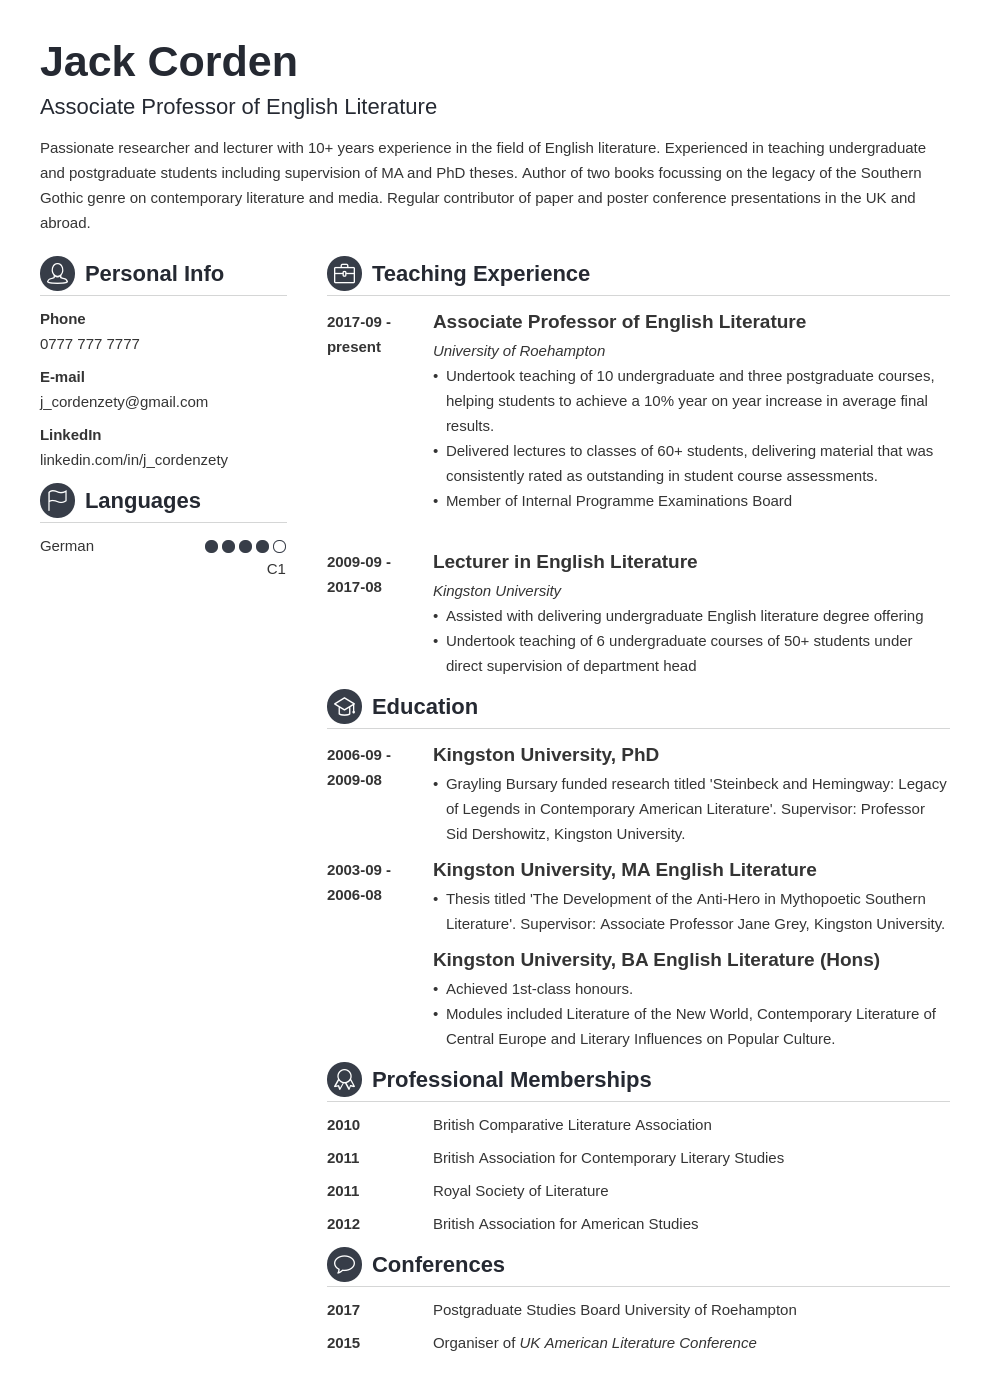 Jack Corden
Associate Professor of English Literature
Passionate researcher and lecturer with 10+ years experience in the field of English literature. Experienced in teaching undergraduate
and postgraduate students including supervision of MA and PhD theses. Author of two books focussing on the legacy of the Southern
Gothic genre on contemporary literature and media. Regular contributor of paper and poster conference presentations in the UK and
abroad.
Personal Info
Phone
0777 777 7777
E-mail
j_cordenzety@gmail.com
LinkedIn
linkedin.com/in/j_cordenzety
Languages
German
C1
Teaching Experience
2017-09 -
present
Associate Professor of English Literature
University of Roehampton
• Undertook teaching of 10 undergraduate and three postgraduate courses,
helping students to achieve a 10% year on year increase in average final
results.
• Delivered lectures to classes of 60+ students, delivering material that was
consistently rated as outstanding in student course assessments.
• Member of Internal Programme Examinations Board
2009-09 -
2017-08
Lecturer in English Literature
Kingston University
• Assisted with delivering undergraduate English literature degree offering
• Undertook teaching of 6 undergraduate courses of 50+ students under
direct supervision of department head
Education
2006-09 -
2009-08
Kingston University, PhD
• Grayling Bursary funded research titled 'Steinbeck and Hemingway: Legacy
of Legends in Contemporary American Literature'. Supervisor: Professor
Sid Dershowitz, Kingston University.
2003-09 -
2006-08
Kingston University, MA English Literature
• Thesis titled 'The Development of the Anti-Hero in Mythopoetic Southern
Literature'. Supervisor: Associate Professor Jane Grey, Kingston University.
Kingston University, BA English Literature (Hons)
• Achieved 1st-class honours.
• Modules included Literature of the New World, Contemporary Literature of
Central Europe and Literary Influences on Popular Culture.
Professional Memberships
2010 British Comparative Literature Association
2011 British Association for Contemporary Literary Studies
2011 Royal Society of Literature
2012 British Association for American Studies
Conferences
2017 Postgraduate Studies Board University of Roehampton
2015 Organiser of UK American Literature Conference